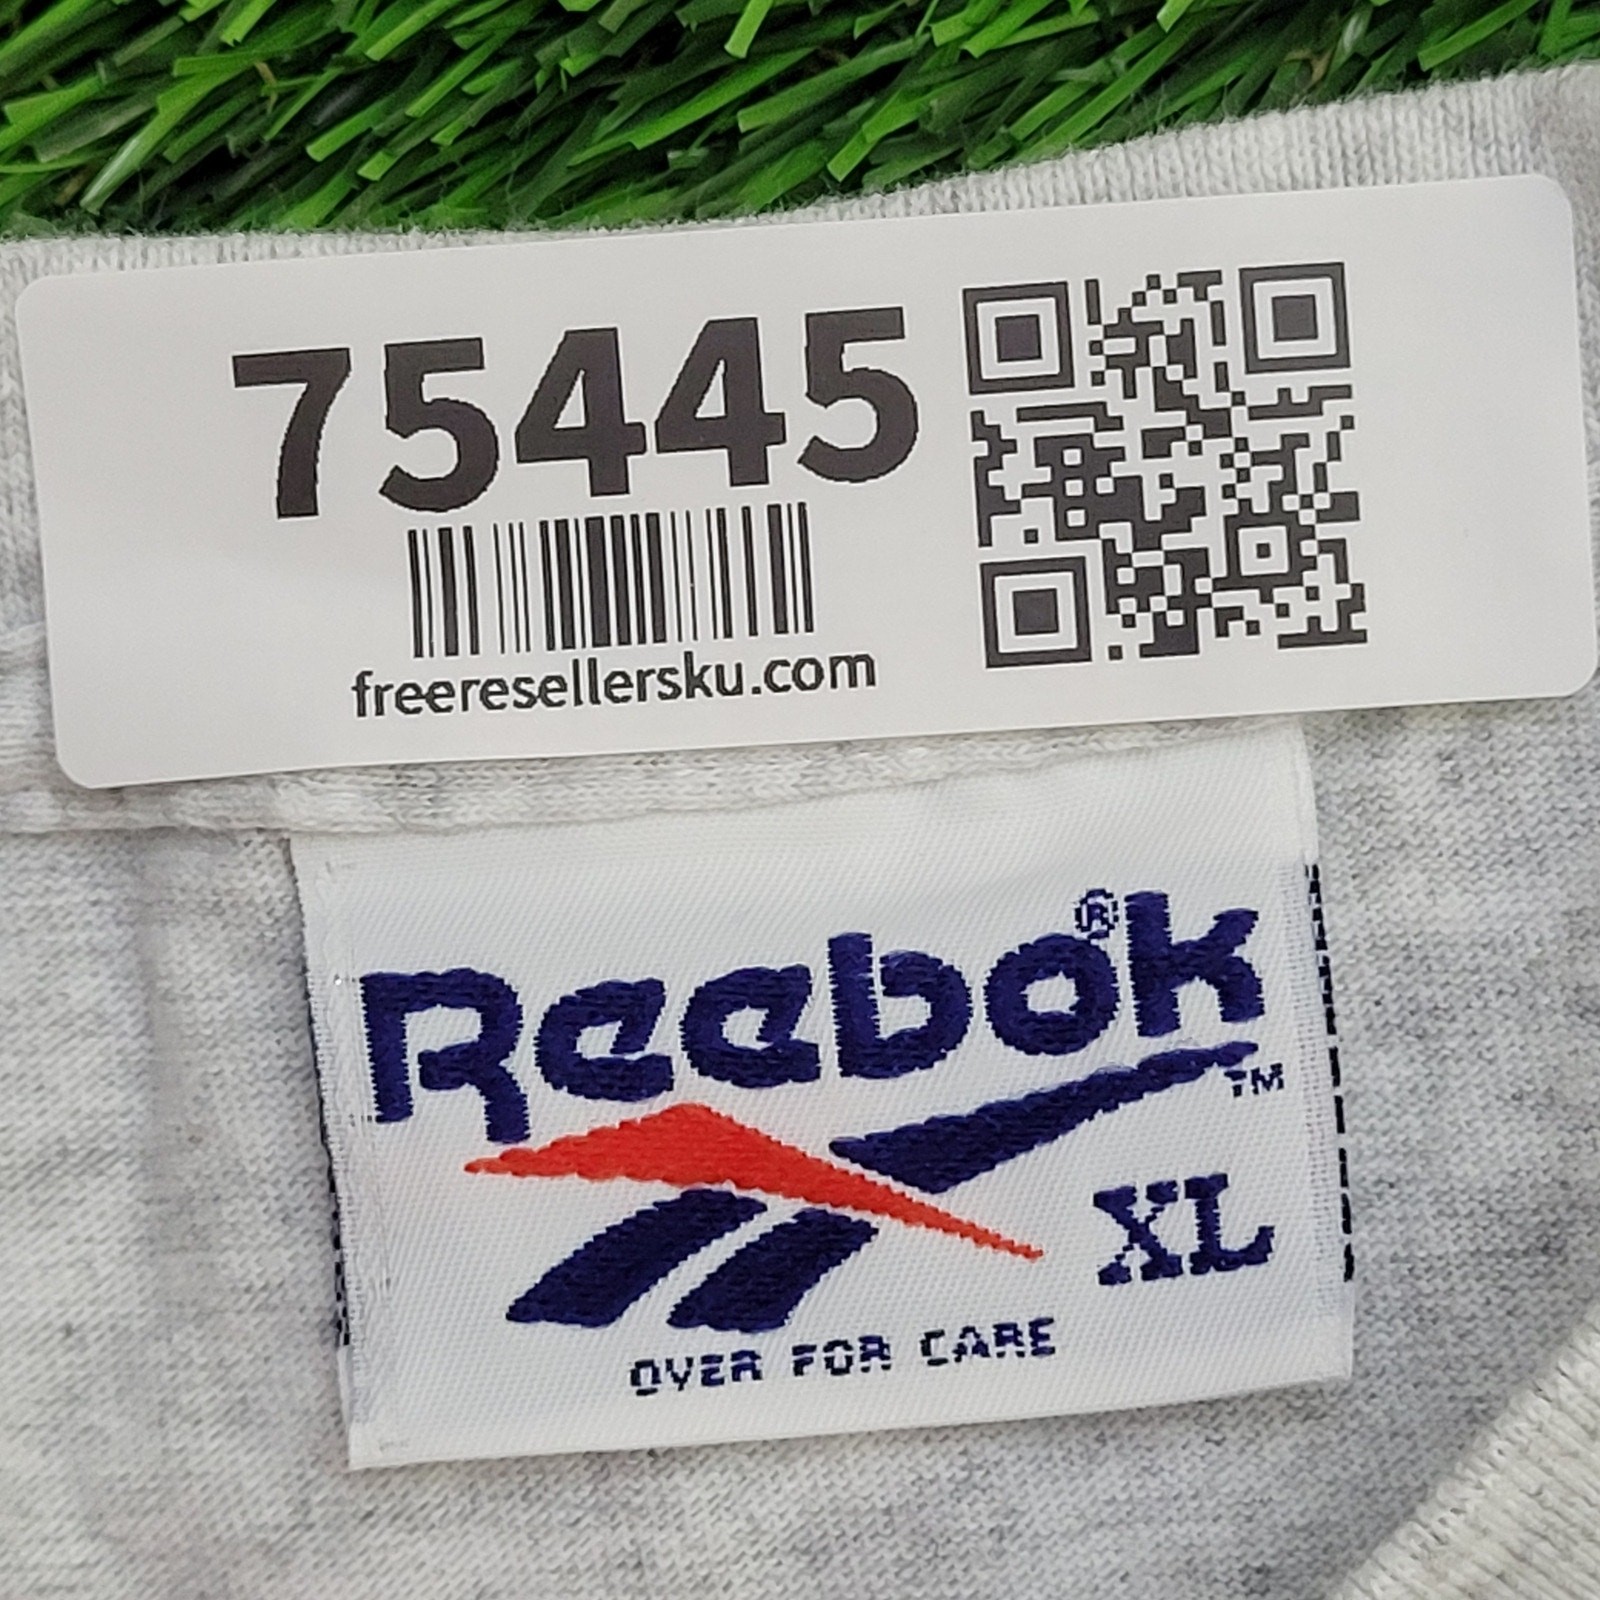 75445
freeresellersku.com
Reebok®
TM
XL
OVER FOR CARE